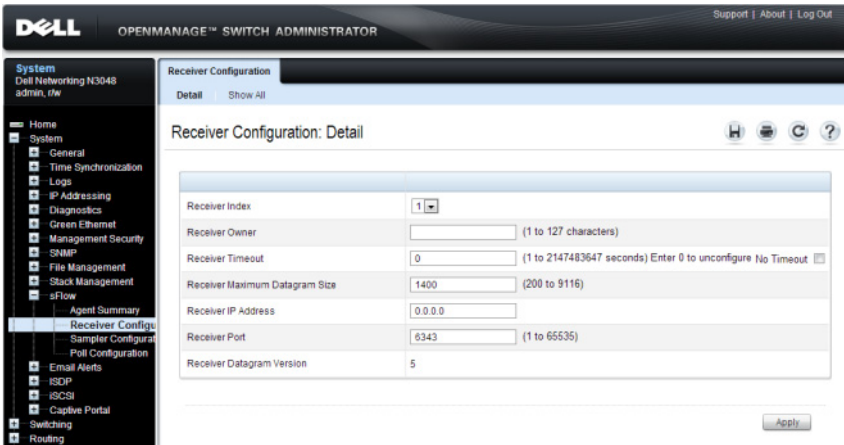 Support | About | Log Out
DELL OPENMANAGE™ SWITCH ADMINISTRATOR
System
Dell Networking N3048
admin, r/w
Home
System
General
Time Synchronization
Logs
IP Addressing
Diagnostics
Green Ethernet
Management Security
SNMP
File Management
Stack Management
sFlow
Agent Summary
Receiver Configu
Sampler Configurat
Poll Configuration
Email Alerts
ISDP
iSCSI
Captive Portal
Switching
Routing
Receiver Configuration
Detail Show All
Receiver Configuration: Detail
Receiver Index 1
Receiver Owner (1 to 127 characters)
Receiver Timeout 0 (1 to 2147483647 seconds) Enter 0 to unconfigure No Timeout
Receiver Maximum Datagram Size 1400 (200 to 9116)
Receiver IP Address 0.0.0.0
Receiver Port 6343 (1 to 65535)
Receiver Datagram Version 5
Apply